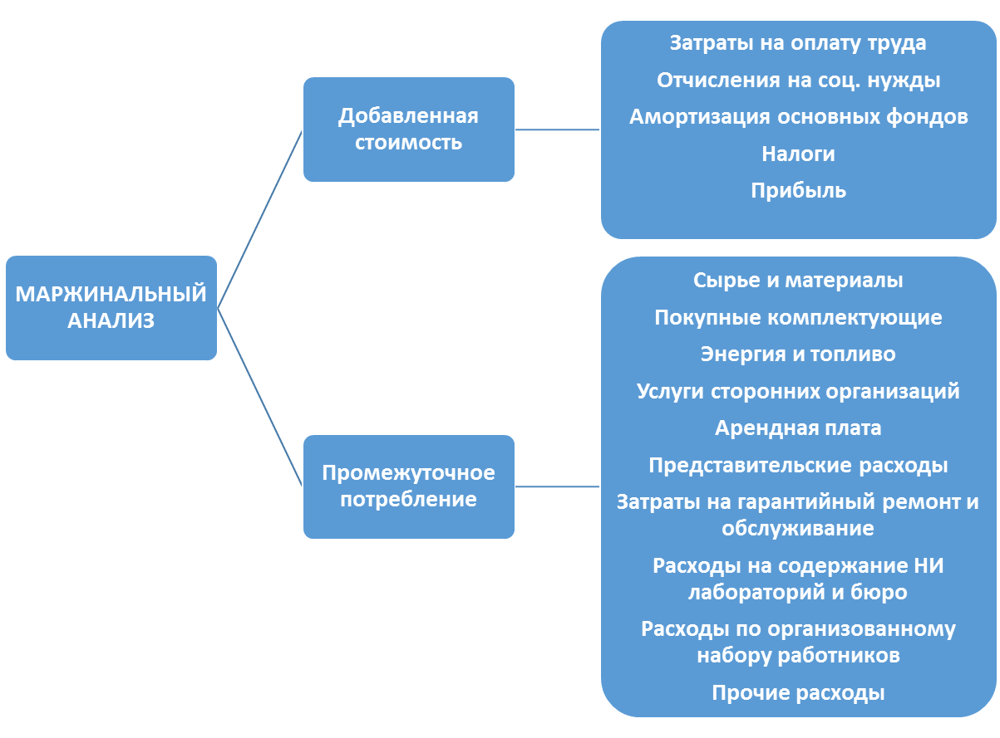 МАРЖИНАЛЬНЫЙ
АНАЛИЗ
Добавленная
стоимость
Затраты на оплату труда
Отчисления на соц. нужды
Амортизация основных фондов
Налоги
Прибыль
Промежуточное
потребление
Сырье и материалы
Покупные комплектующие
Энергия и топливо
Услуги сторонних организаций
Арендная плата
Представительские расходы
Затраты на гарантийный ремонт и
обслуживание
Расходы на содержание НИ
лабораторий и бюро
Расходы по организованному
набору работников
Прочие расходы